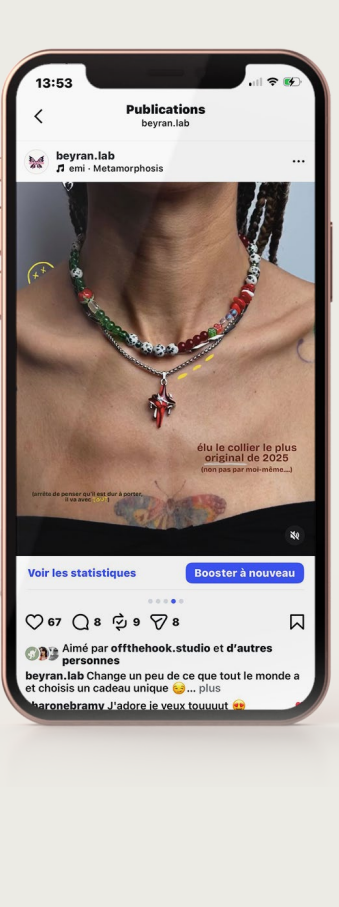 13:53
Publications
beyran.lab
beyran.lab
emi · Metamorphosis
élu le collier le plus
original de 2025
(non pas par moi-même...)
(arrête de penser qu'il est dur à porter,
il va avec )
Voir les statistiques
Booster à nouveau
67 8 9 8
Aimé par offthehook.studio et d'autres
personnes
beyran.lab Change un peu de ce que tout le monde a
et choisis un cadeau unique 😏... plus
haronebramy J'adore je veux touuuut 😍